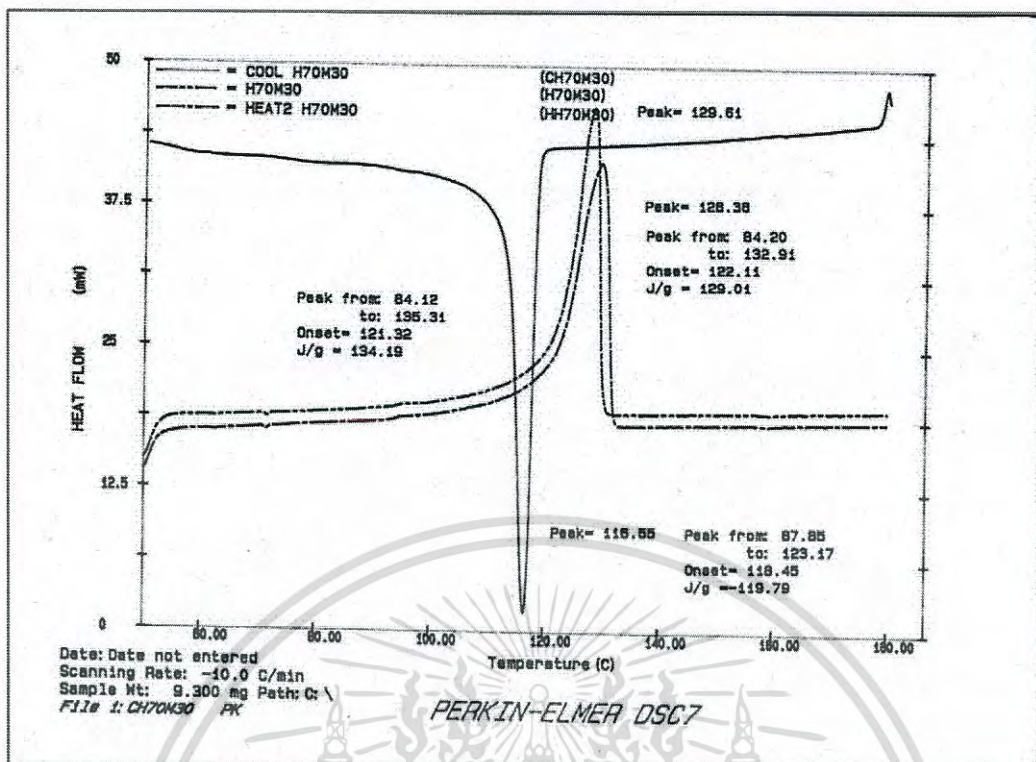 50
= COOL H70M30
= H70M30
= HEAT2 H70M30
(CH70M30)
(H70M30)
(HH70M30)
Peak= 129.61
37.5
Peak= 128.38
Peak from: 84.20
to: 132.91
Onset= 122.11
J/g = 129.01
Peak from: 84.12
to: 135.31
Onset= 121.32
J/g = 134.19
25
HEAT FLOW (mW)
12.5
Peak= 116.55
Peak from: 87.85
to: 123.17
Onset= 118.45
J/g =-119.79
0
60.00 80.00 100.00 120.00 140.00 160.00 180.00
Temperature (C)
Date: Date not entered
Scanning Rate: -10.0 C/min
Sample Wt: 9.300 mg Path: C: \
File 1: CH70M30 PK
PERKIN-ELMER DSC7